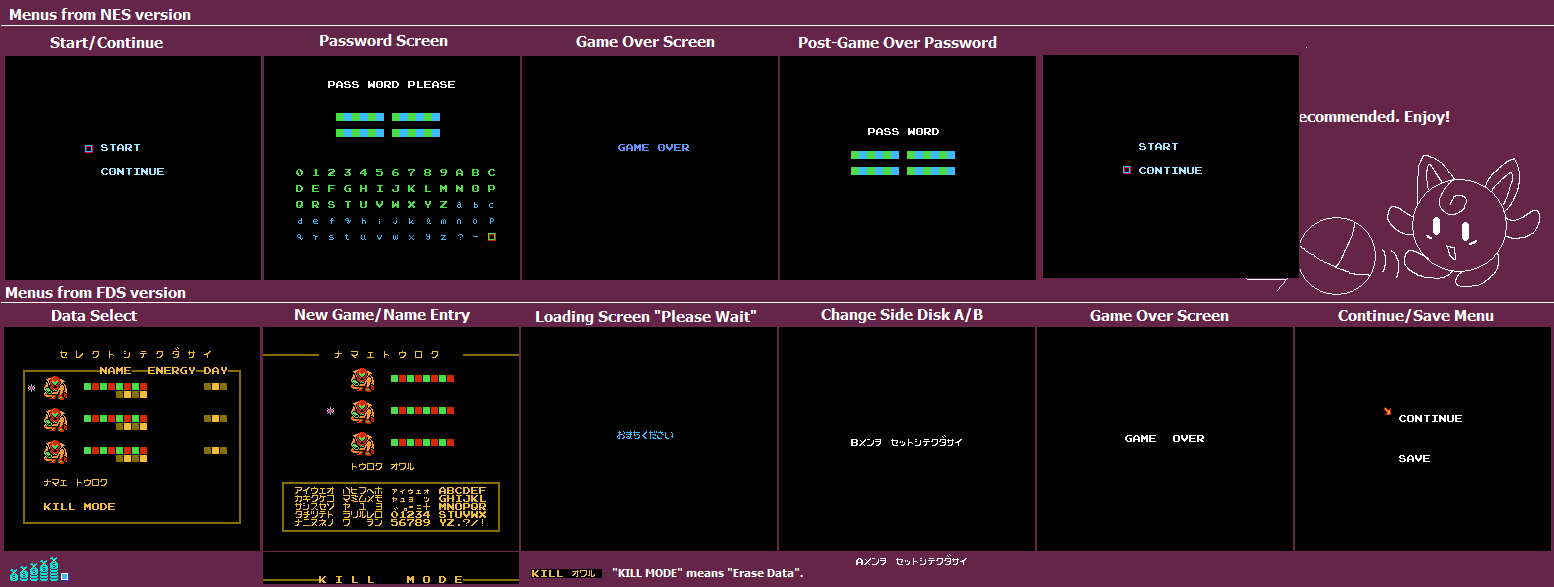 Menus from NES version
Start/Continue
Password Screen
Game Over Screen
Post-Game Over Password
START
CONTINUE
PASS WORD PLEASE
0 1 2 3 4 5 6 7 8 9 A B C
D E F G H I J K L M N O P
Q R S T U V W X Y Z a b c
d e f g h i j k l m n o p
q r s t u v w x y z ? -
GAME OVER
PASS WORD
START
CONTINUE
ecommended. Enjoy!
Menus from FDS version
Data Select
New Game/Name Entry
Loading Screen "Please Wait"
Change Side Disk A/B
Game Over Screen
Continue/Save Menu
セレクトシテクダサイ
NAME ENERGY DAY
ナマエ トウロク
KILL MODE
ナマエトウロク
トウロク オワル
アイウエオ ハヒフヘホ ァィゥェォ ABCDEF
カキクケコ マミムメモ ャュョッ GHIJKL
サシスセソ ヤユヨ MNOPQR
タチツテト ラリルレロ 01234 STUVWX
ナニヌネノ ワ ラン 56789 YZ.?/!
KILL MODE
おまちください
KILL オワル
"KILL MODE" means "Erase Data".
Bメンヲ セットシテクダサイ
Aメンヲ セットシテクダサイ
GAME OVER
CONTINUE
SAVE